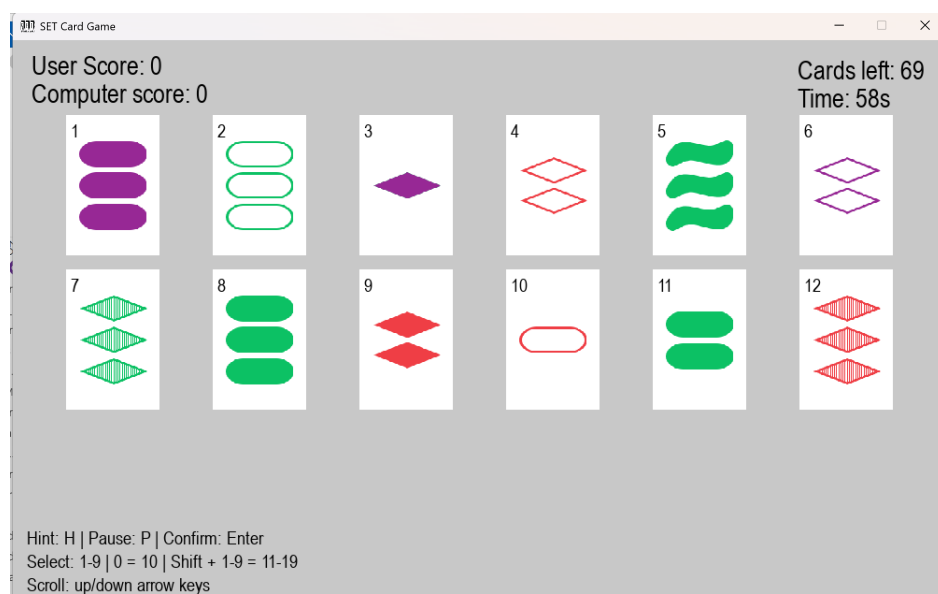 SET Card Game
User Score: 0
Computer score: 0
Cards left: 69
Time: 58s
1
2
3
4
5
6
7
8
9
10
11
12
Hint: H | Pause: P | Confirm: Enter
Select: 1-9 | 0 = 10 | Shift + 1-9 = 11-19
Scroll: up/down arrow keys